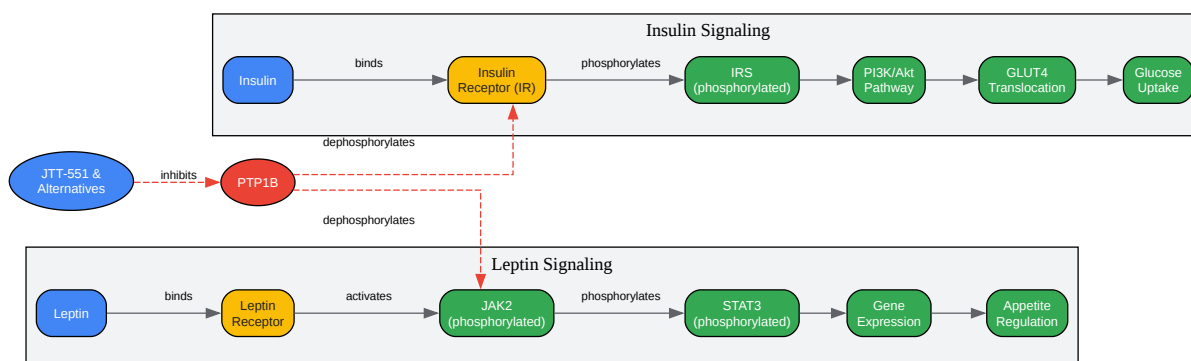 Insulin Signaling
Insulin
binds
Insulin
Receptor (IR)
phosphorylates
IRS
(phosphorylated)
PI3K/Akt
Pathway
GLUT4
Translocation
Glucose
Uptake
dephosphorylates
JTT-551 &
Alternatives
inhibits
PTP1B
dephosphorylates
Leptin Signaling
Leptin
binds
Leptin
Receptor
activates
JAK2
(phosphorylated)
phosphorylates
STAT3
(phosphorylated)
Gene
Expression
Appetite
Regulation